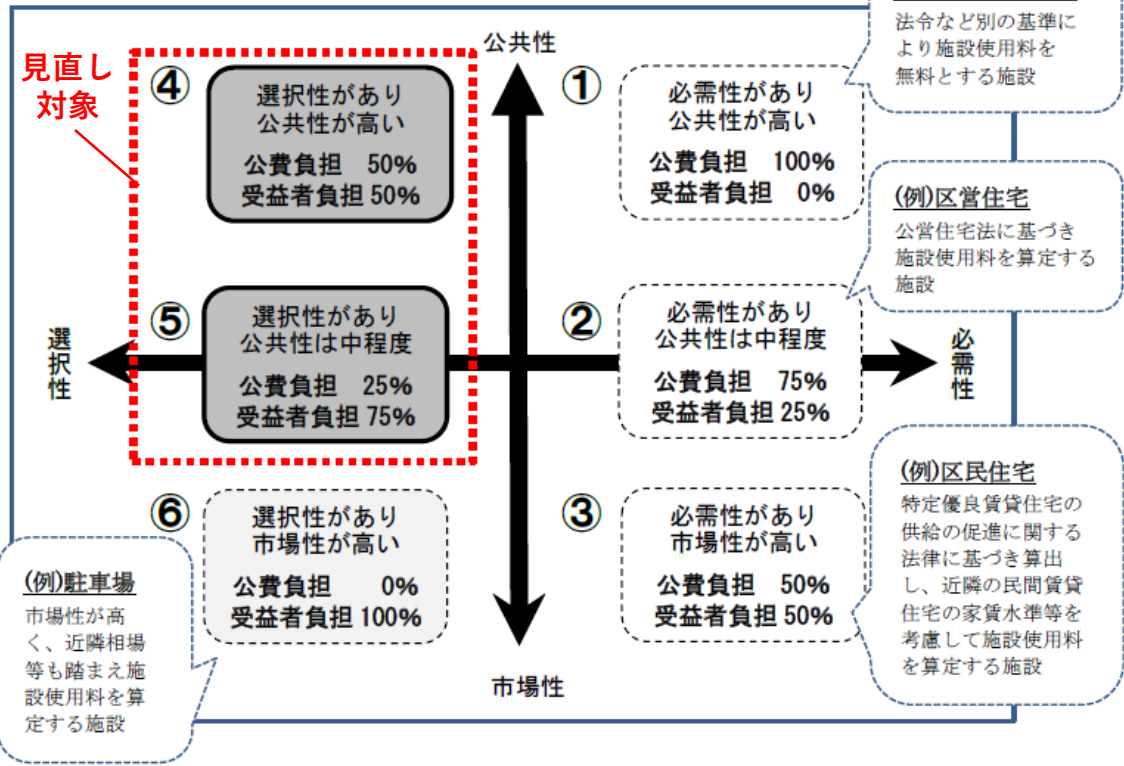 法令など別の基準に
より施設使用料を
無料とする施設
公共性
見直し
対象
④
選択性があり
公共性が高い
公費負担 50%
受益者負担 50%
①
必需性があり
公共性が高い
公費負担 100%
受益者負担 0%
(例)区営住宅
公営住宅法に基づき
施設使用料を算定する
施設
選択性
⑤
選択性があり
公共性は中程度
公費負担 25%
受益者負担 75%
②
必需性があり
公共性は中程度
公費負担 75%
受益者負担 25%
必需性
⑥
選択性があり
市場性が高い
公費負担 0%
受益者負担 100%
③
必需性があり
市場性が高い
公費負担 50%
受益者負担 50%
(例)区民住宅
特定優良賃貸住宅の
供給の促進に関する
法律に基づき算出
し、近隣の民間賃貸
住宅の家賃水準等を
考慮して施設使用料
を算定する施設
(例)駐車場
市場性が高
く、近隣相場
等も踏まえ施
設使用料を算
定する施設
市場性